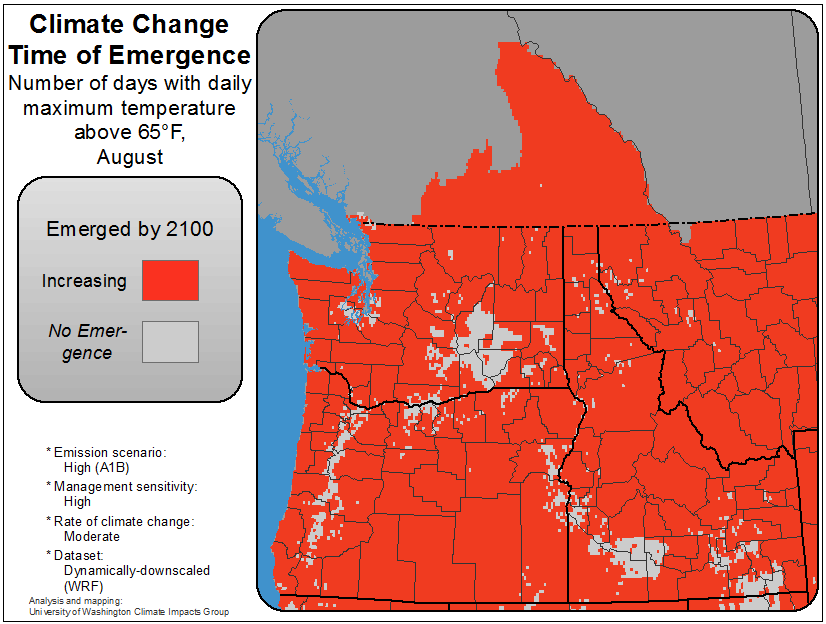 Climate Change
Time of Emergence
Number of days with daily
maximum temperature
above 65°F,
August
Emerged by 2100
Increasing
No Emer-
gence
* Emission scenario:
High (A1B)
* Management sensitivity:
High
* Rate of climate change:
Moderate
* Dataset:
Dynamically-downscaled
(WRF)
Analysis and mapping:
University of Washington Climate Impacts Group